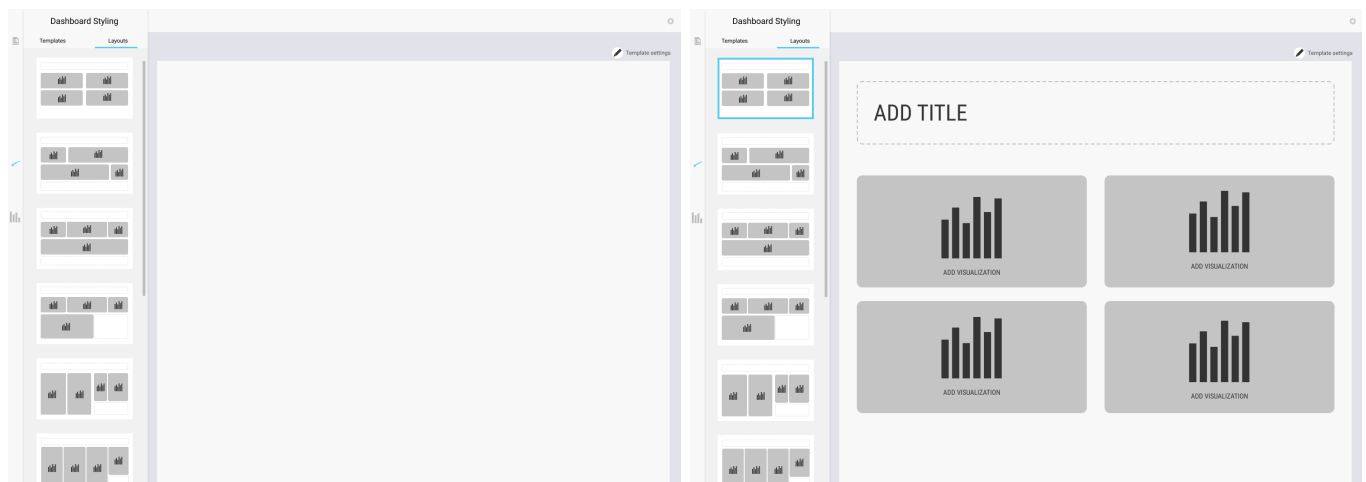 Dashboard Styling
Templates Layouts
Template settings
Dashboard Styling
Templates Layouts
Template settings
ADD TITLE
ADD VISUALIZATION
ADD VISUALIZATION
ADD VISUALIZATION
ADD VISUALIZATION